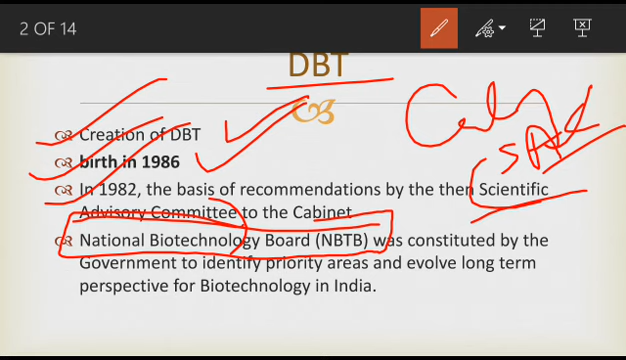 2 OF 14
DBT
Creation of DBT
birth in 1986
In 1982, the basis of recommendations by the then Scientific
Advisory Committee to the Cabinet
National Biotechnology Board (NBTB) was constituted by the
Government to identify priority areas and evolve long term
perspective for Biotechnology in India.
SAC